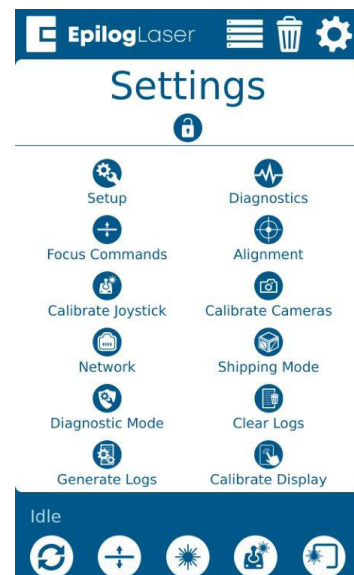 EpilogLaser
Settings
Setup
Diagnostics
Focus Commands
Alignment
Calibrate Joystick
Calibrate Cameras
Network
Shipping Mode
Diagnostic Mode
Clear Logs
Generate Logs
Calibrate Display
Idle